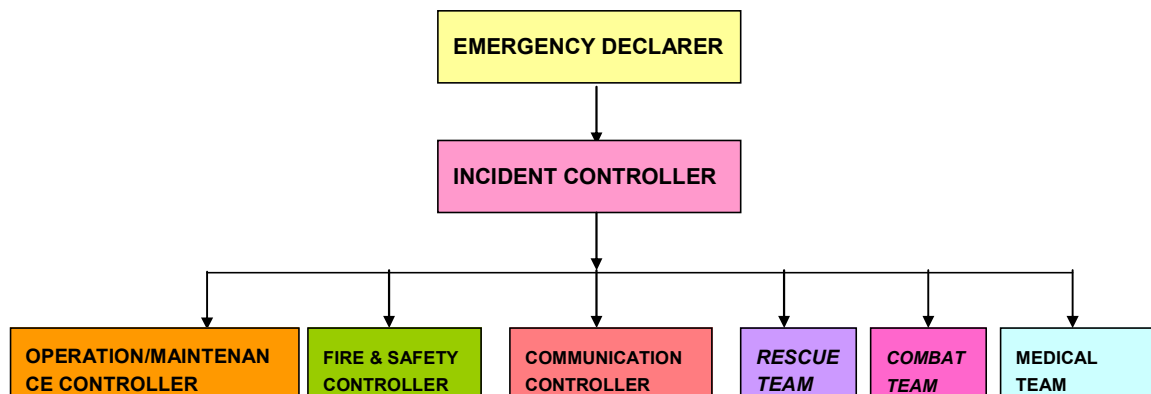 EMERGENCY DECLARER
INCIDENT CONTROLLER
OPERATION/MAINTENAN
CE CONTROLLER
FIRE & SAFETY
CONTROLLER
COMMUNICATION
CONTROLLER
RESCUE
TEAM
COMBAT
TEAM
MEDICAL
TEAM